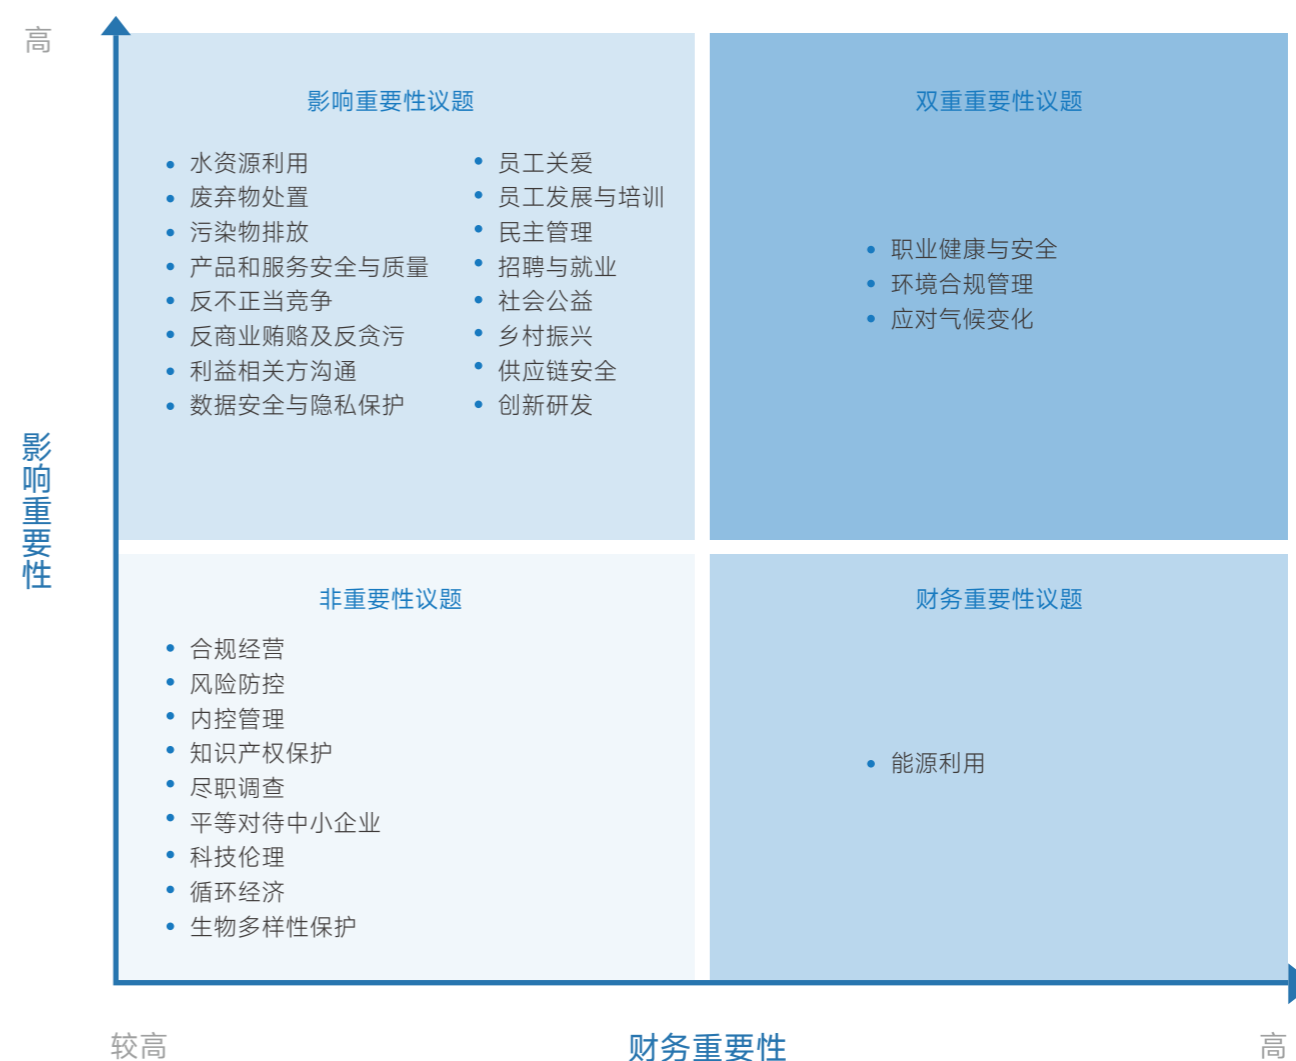 高
影响重要性议题
水资源利用
废弃物处置
污染物排放
产品和服务安全与质量
反不正当竞争
反商业贿赂及反贪污
利益相关方沟通
数据安全与隐私保护
员工关爱
员工发展与培训
民主管理
招聘与就业
社会公益
乡村振兴
供应链安全
创新研发
双重重要性议题
职业健康与安全
环境合规管理
应对气候变化
影响重要性
非重要性议题
合规经营
风险防控
内控管理
知识产权保护
尽职调查
平等对待中小企业
科技伦理
循环经济
生物多样性保护
财务重要性议题
能源利用
较高
财务重要性
高